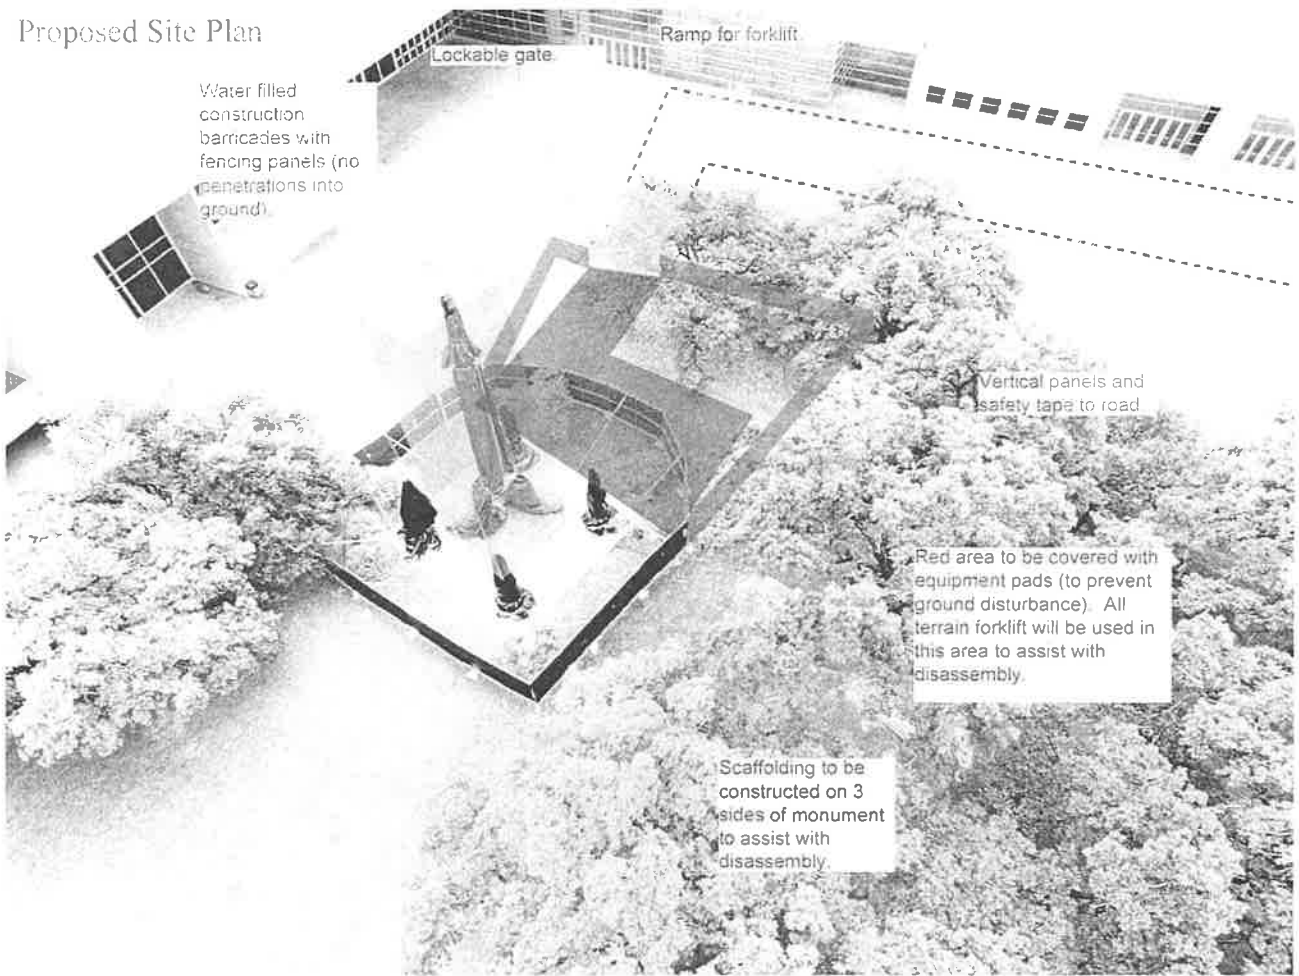 Proposed Site Plan
Ramp for forklift.
Lockable gate.
Water filled
construction
barricades with
fencing panels (no
penetrations into
ground).
Vertical panels and
safety tape to road
Red area to be covered with
equipment pads (to prevent
ground disturbance). All
terrain forklift will be used in
this area to assist with
disassembly.
Scaffolding to be
constructed on 3
sides of monument
to assist with
disassembly.